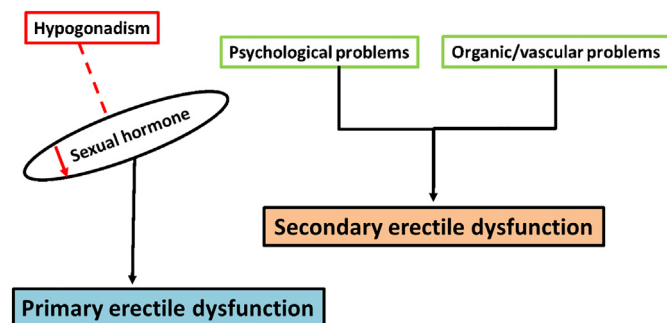 Hypogonadism
Psychological problems
Organic/vascular problems
Sexual hormone
Secondary erectile dysfunction
Primary erectile dysfunction